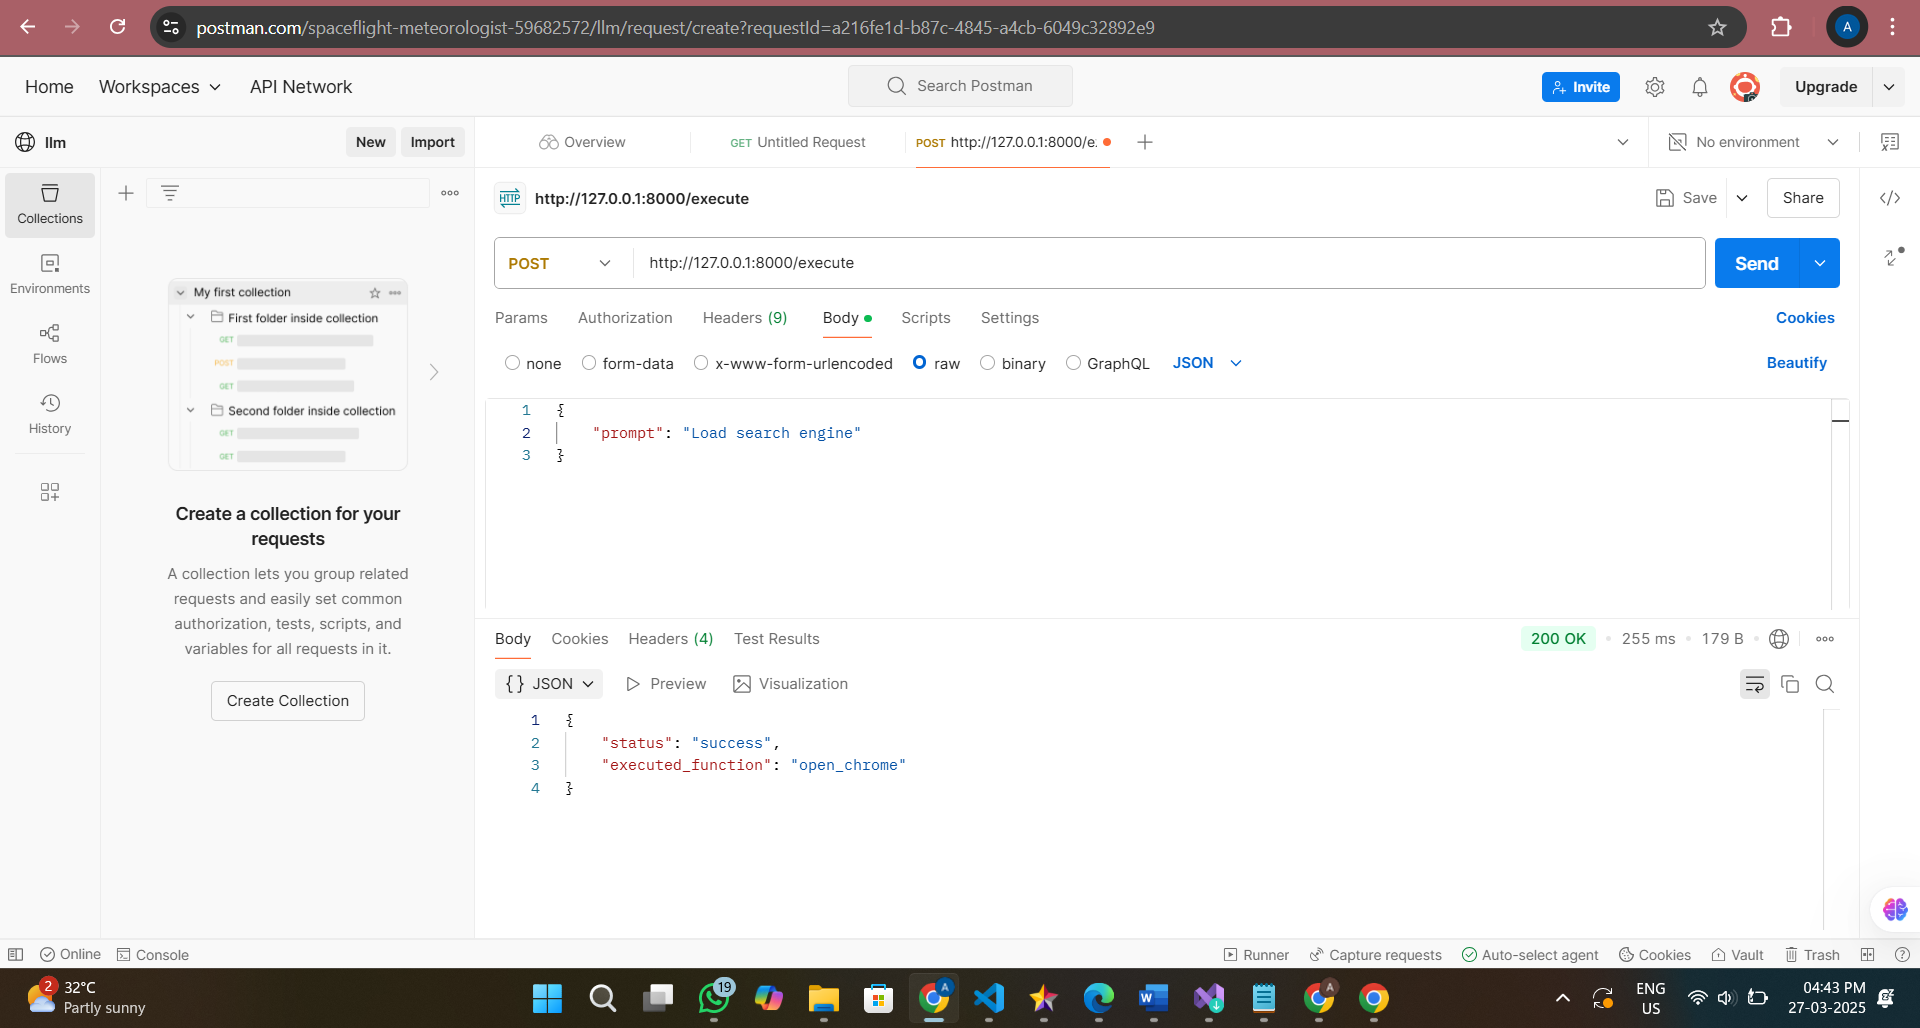 postman.com/spaceflight-meteorologist-59682572/llm/request/create?requestId=a216fe1d-b87c-4845-a4cb-6049c32892e9
A
Home
Workspaces
API Network
Search Postman
Invite
Upgrade
llm
New
Import
Overview
GET Untitled Request
POST http://127.0.0.1:8000/e.
No environment
Collections
Environments
Flows
History
My first collection
First folder inside collection
GET
POST
GET
Second folder inside collection
GET
GET
Create a collection for your
requests
A collection lets you group related
requests and easily set common
authorization, tests, scripts, and
variables for all requests in it.
Create Collection
HTTP http://127.0.0.1:8000/execute
Save
Share
POST
http://127.0.0.1:8000/execute
Send
Params
Authorization
Headers (9)
Body
Scripts
Settings
Cookies
none
form-data
x-www-form-urlencoded
raw
binary
GraphQL
JSON
Beautify
1 {
2 "prompt": "Load search engine"
3 }
Body
Cookies
Headers (4)
Test Results
200 OK
255 ms
179 B
{} JSON
Preview
Visualization
1 {
2 "status": "success",
3 "executed_function": "open_chrome"
4 }
Online
Console
Runner
Capture requests
Auto-select agent
Cookies
Vault
Trash
2
32°C
Partly sunny
19
A
W
A
ENG
US
04:43 PM
27-03-2025